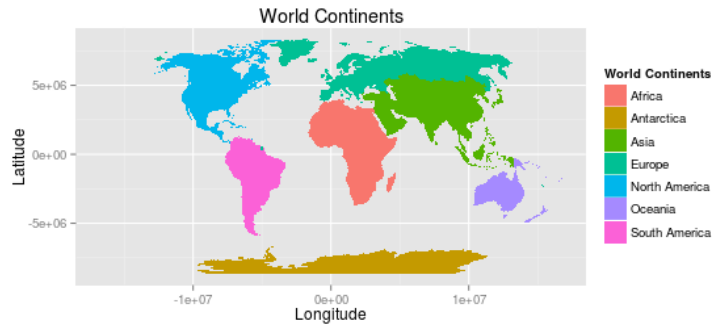 World Continents
5e+06
0e+00
-5e+06
Latitude
-1e+07 0e+00 1e+07
Longitude
World Continents
Africa
Antarctica
Asia
Europe
North America
Oceania
South America